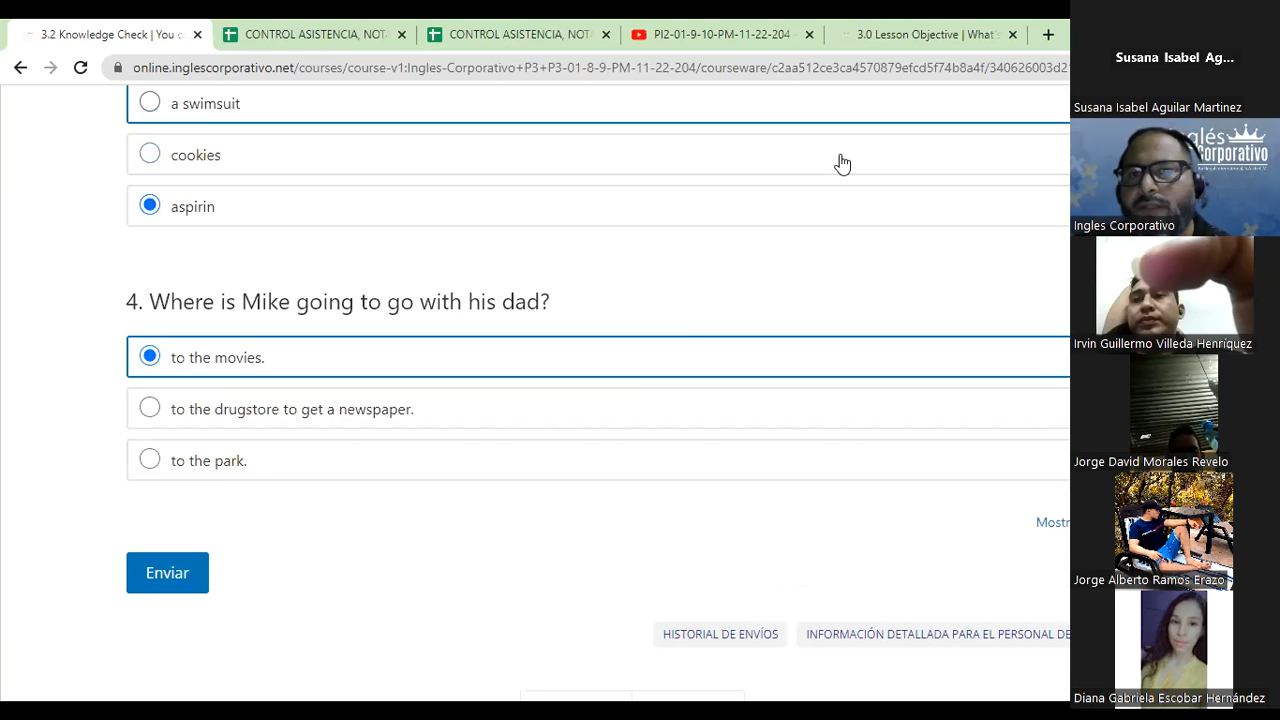 3.2 Knowledge Check | You ca
CONTROL ASISTENCIA, NOT
CONTROL ASISTENCIA, NOT
PI2-01-9-10-PM-11-22-204
3.0 Lesson Objective | What's
online.inglescorporativo.net/courses/course-v1:Ingles-Corporativo+P3+P3-01-8-9-PM-11-22-204/courseware/c2aa512ce3ca4570879efcd5f74b8a4f/340626003d21
a swimsuit
cookies
aspirin
4. Where is Mike going to go with his dad?
to the movies.
to the drugstore to get a newspaper.
to the park.
Mostr
Enviar
HISTORIAL DE ENVÍOS
INFORMACIÓN DETALLADA PARA EL PERSONAL DE
Susana Isabel Ag...
Susana Isabel Aguilar Martinez
Inglés
Corporativo
Ingles Corporativo
Irvin Guillermo Villeda Henríquez
Jorge David Morales Revelo
Jorge Alberto Ramos Erazo
Diana Gabriela Escobar Hernández